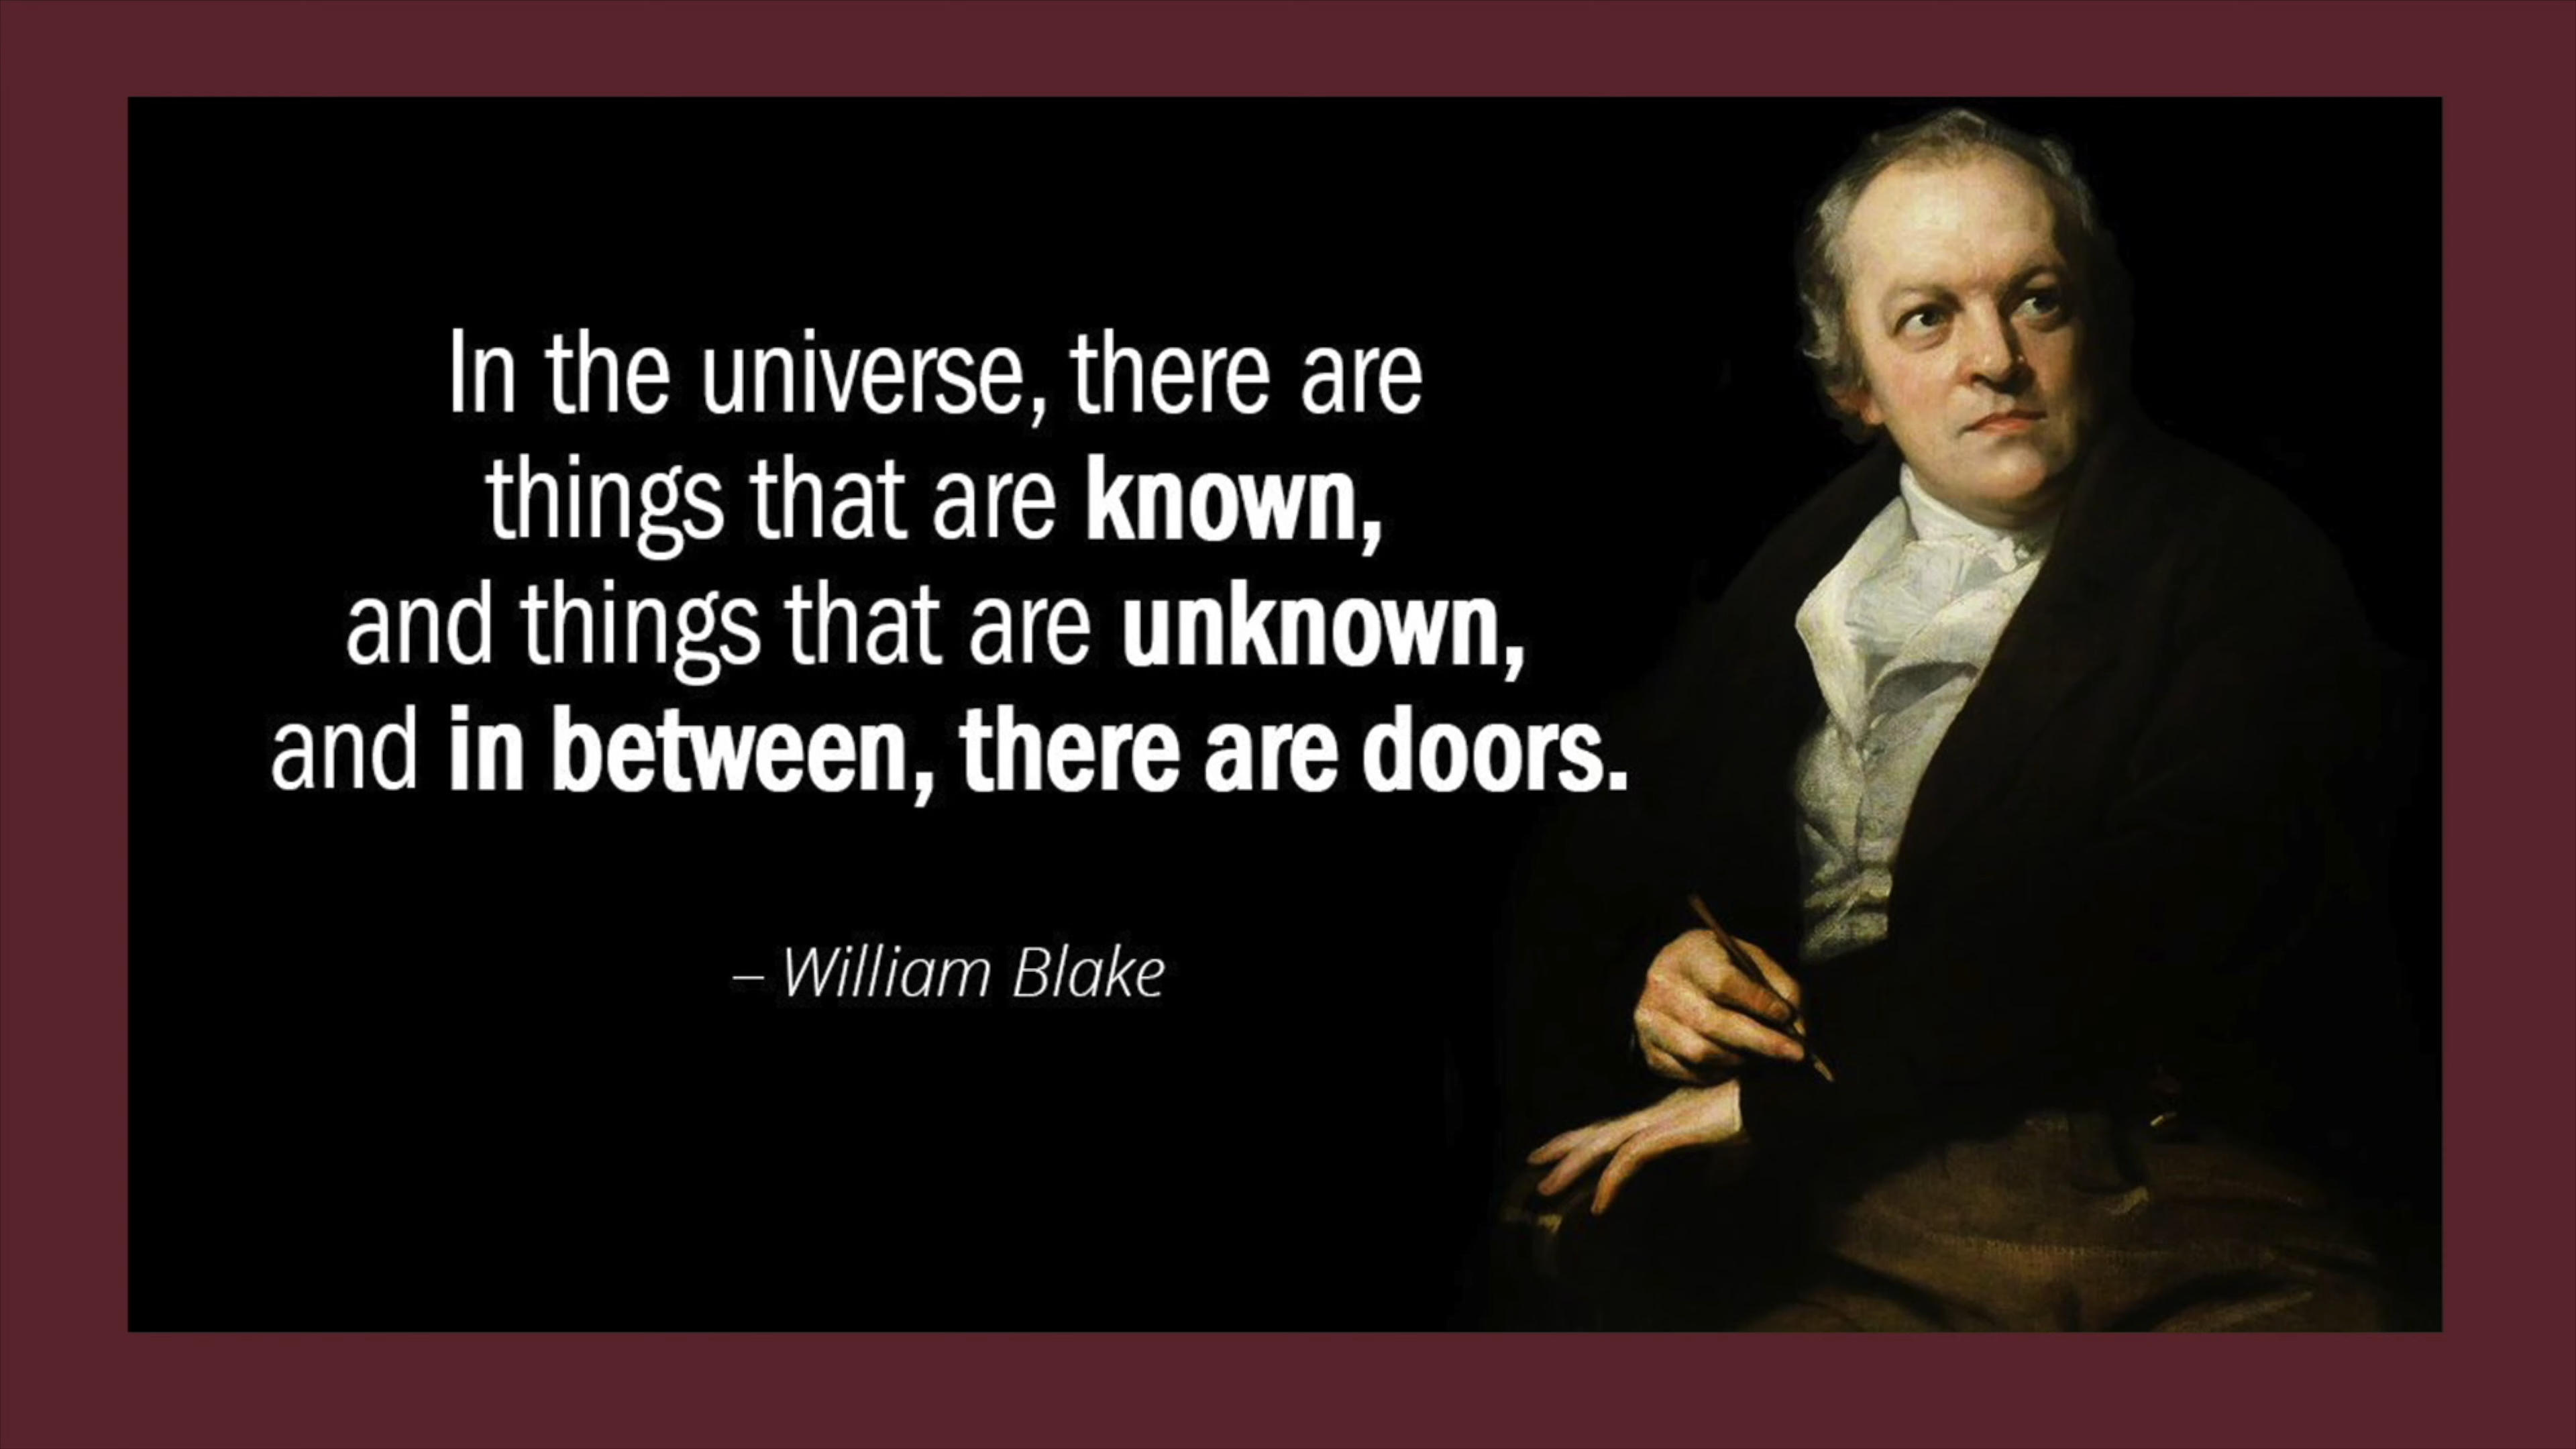 In the universe, there are
things that are known,
and things that are unknown,
and in between, there are doors.
– William Blake